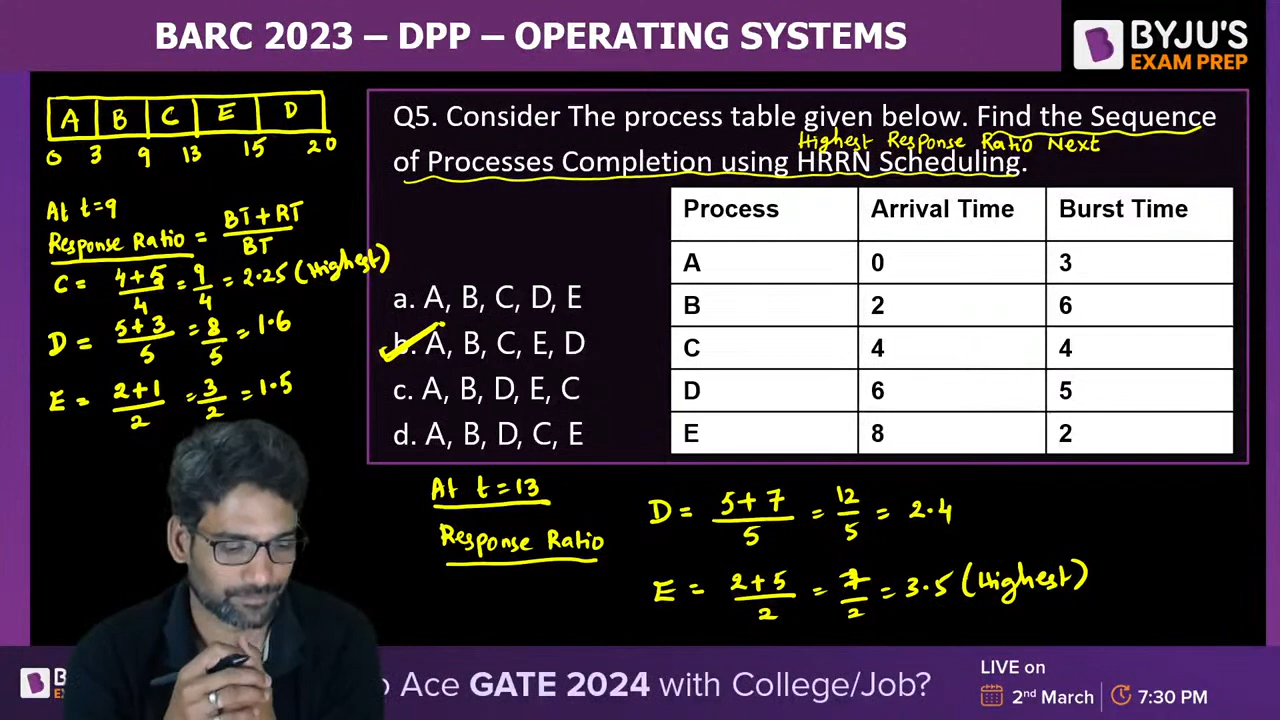 BARC 2023 – DPP – OPERATING SYSTEMS
BYJU'S
EXAM PREP
A B C E D
0 3 9 13 15 20
At t=9
Response Ratio = BT + RT / BT
C = 4+5/4 = 9/4 = 2.25 (Highest)
D = 5+3/5 = 8/5 = 1.6
E = 2+1/2 = 3/2 = 1.5
Q5. Consider The process table given below. Find the Sequence
Highest Response Ratio Next
of Processes Completion using HRRN Scheduling.
a. A, B, C, D, E
b. A, B, C, E, D
c. A, B, D, E, C
d. A, B, D, C, E
Process Arrival Time Burst Time
A 0 3
B 2 6
C 4 4
D 6 5
E 8 2
At t=13
Response Ratio
D = 5+7/5 = 12/5 = 2.4
E = 2+5/2 = 7/2 = 3.5 (Highest)
o Ace GATE 2024 with College/Job?
LIVE on
2nd March 7:30 PM